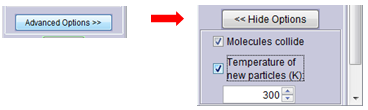 Advanced Options >>
<< Hide Options
Molecules collide
Temperature of
new particles (K):
300